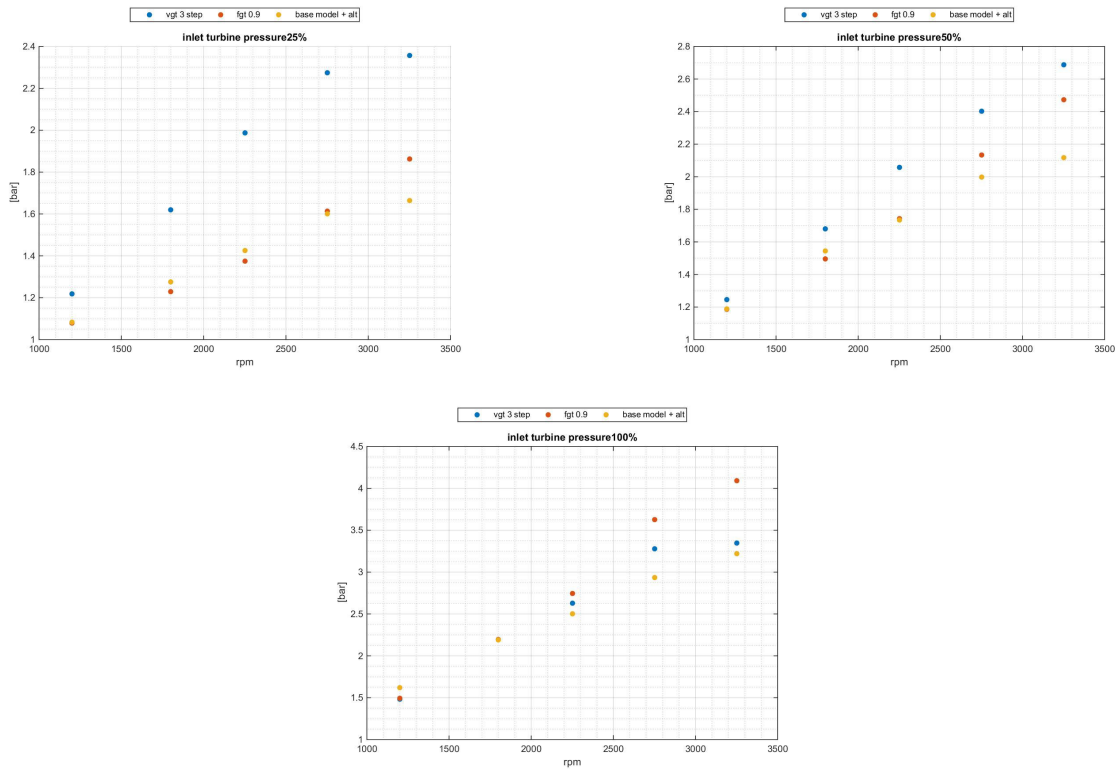 vgt 3 step fgt 0.9 base model + alt
inlet turbine pressure25%
2.4
2.2
2
1.8
1.6
1.4
1.2
1
[bar]
1000 1500 2000 2500 3000 3500
rpm
vgt 3 step fgt 0.9 base model + alt
inlet turbine pressure50%
2.8
2.6
2.4
2.2
2
1.8
1.6
1.4
1.2
1
[bar]
1000 1500 2000 2500 3000 3500
rpm
vgt 3 step fgt 0.9 base model + alt
inlet turbine pressure100%
4.5
4
3.5
3
2.5
2
1.5
1
[bar]
1000 1500 2000 2500 3000 3500
rpm